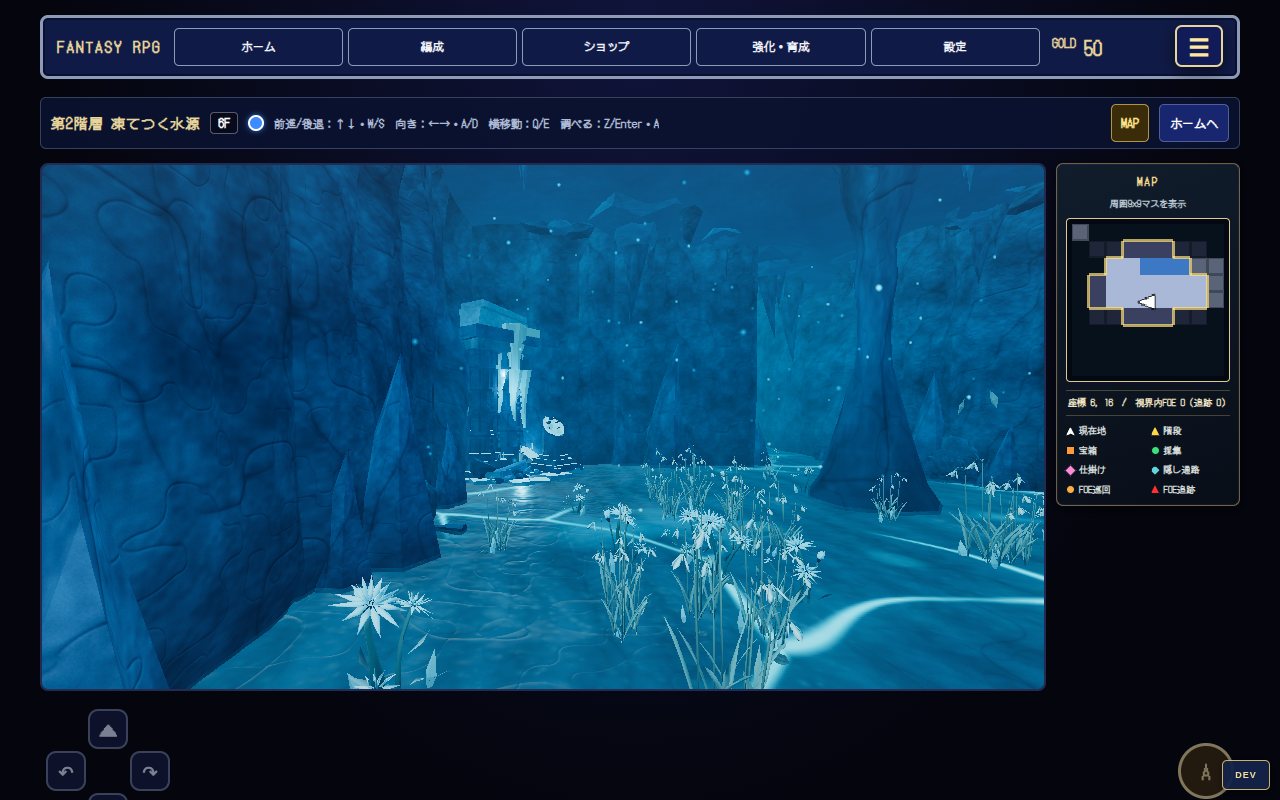 FANTASY RPG
ホーム
編成
ショップ
強化・育成
設定
GOLD 50
第2階層 凍てつく水源
6F
前進/後退：↑↓・W/S 向き：←→・A/D 横移動：Q/E 調べる：Z/Enter・A
MAP
ホームへ
MAP
周囲9x9マスを表示
座標 6, 16 / 視界内FOE 0 (追跡 0)
現在地
階段
宝箱
採集
仕掛け
隠し通路
FOE巡回
FOE追跡
A
DEV